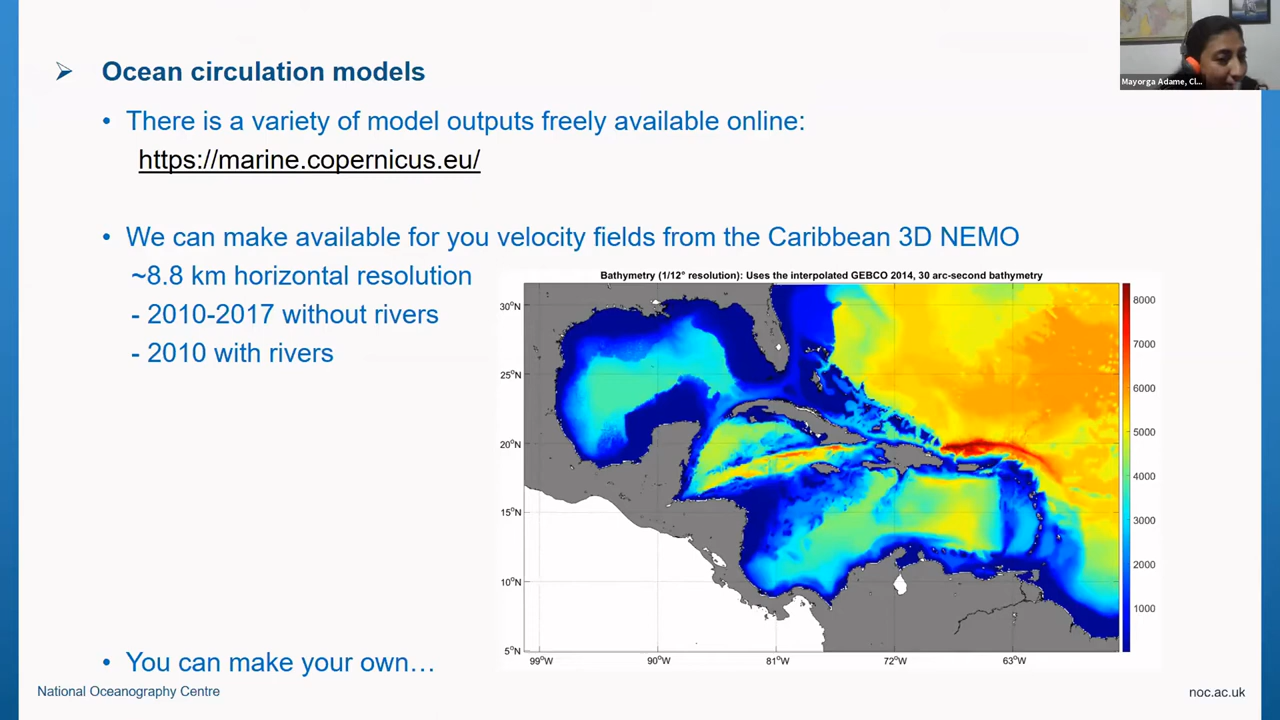 Mayorga Adame, Cl...
➢ Ocean circulation models
• There is a variety of model outputs freely available online:
https://marine.copernicus.eu/
• We can make available for you velocity fields from the Caribbean 3D NEMO
~8.8 km horizontal resolution
- 2010-2017 without rivers
- 2010 with rivers
Bathymetry (1/12° resolution): Uses the interpolated GEBCO 2014, 30 arc-second bathymetry
30°N
25°N
20°N
15°N
10°N
5°N
99°W 90°W 81°W 72°W 63°W
8000
7000
6000
5000
4000
3000
2000
1000
• You can make your own…
National Oceanography Centre
noc.ac.uk